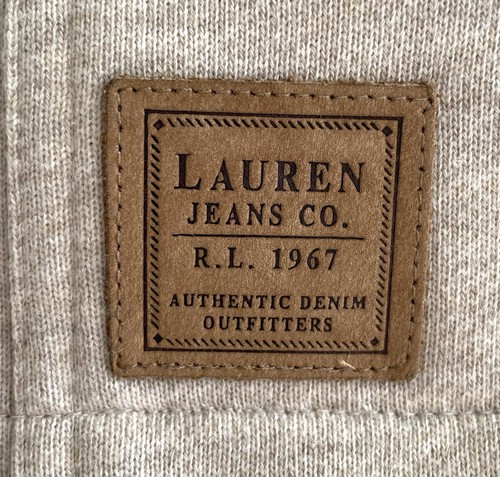 LAUREN
JEANS CO.
R.L. 1967
AUTHENTIC DENIM
OUTFITTERS